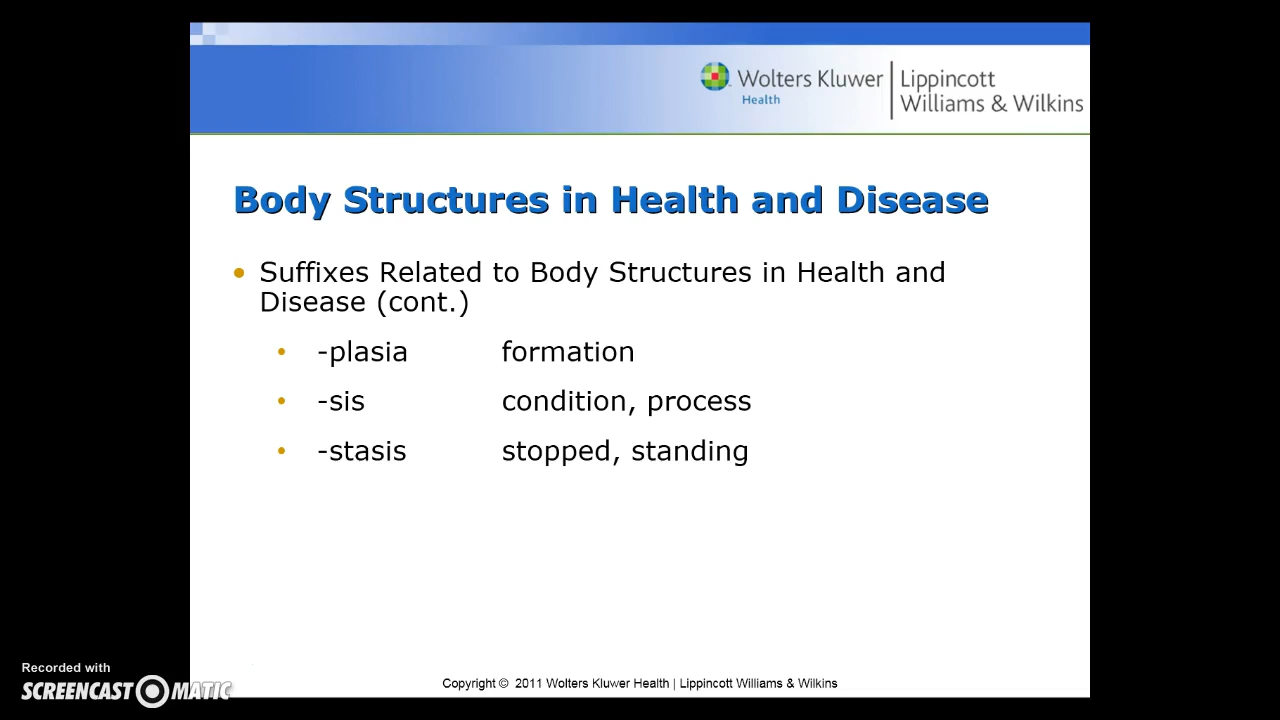 Wolters Kluwer
Health
Lippincott
Williams & Wilkins
Body Structures in Health and Disease
• Suffixes Related to Body Structures in Health and
Disease (cont.)
• -plasia formation
• -sis condition, process
• -stasis stopped, standing
Copyright © 2011 Wolters Kluwer Health | Lippincott Williams & Wilkins
Recorded with
SCREENCAST-O-MATIC